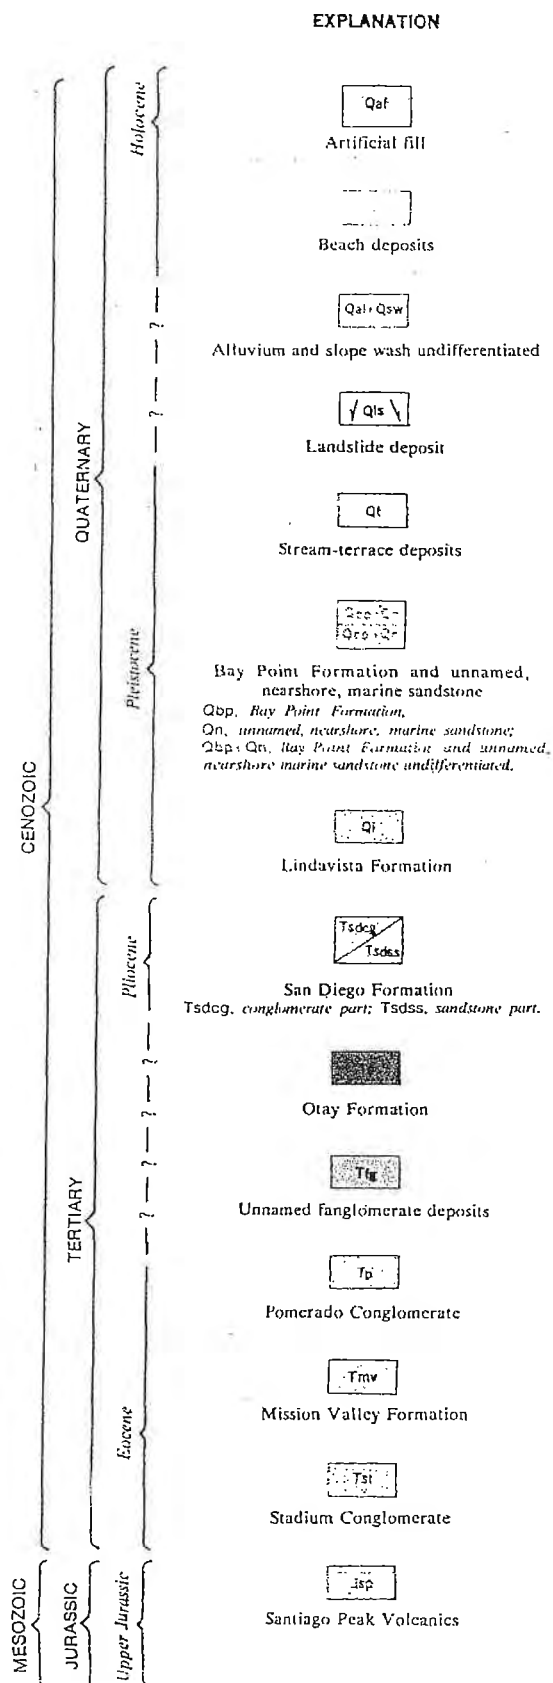 EXPLANATION
Holocene
Qaf
Artificial fill
Beach deposits
?
Qal+Qsw
Alluvium and slope wash undifferentiated
?
Qls
Landslide deposit
QUATERNARY
Qt
Stream-terrace deposits
Pleistocene
Bay Point Formation and unnamed,
nearshore, marine sandstone
Qbp, Bay Point Formation,
Qn, unnamed, nearshore, marine sandstone;
Qbp+Qn, Bay Point Formation and unnamed,
nearshore marine sandstone undifferentiated.
CENOZOIC
Lindavista Formation
Pliocene
Tsdcg
Tsdss
San Diego Formation
Tsdcg, conglomerate part; Tsdss, sandstone part.
?
Otay Formation
?
?
Tfg
Unnamed fanglomerate deposits
TERTIARY
?
Tp
Pomerado Conglomerate
Tmv
Mission Valley Formation
Eocene
Tst
Stadium Conglomerate
MESOZOIC
JURASSIC
Upper Jurassic
Jsp
Santiago Peak Volcanics